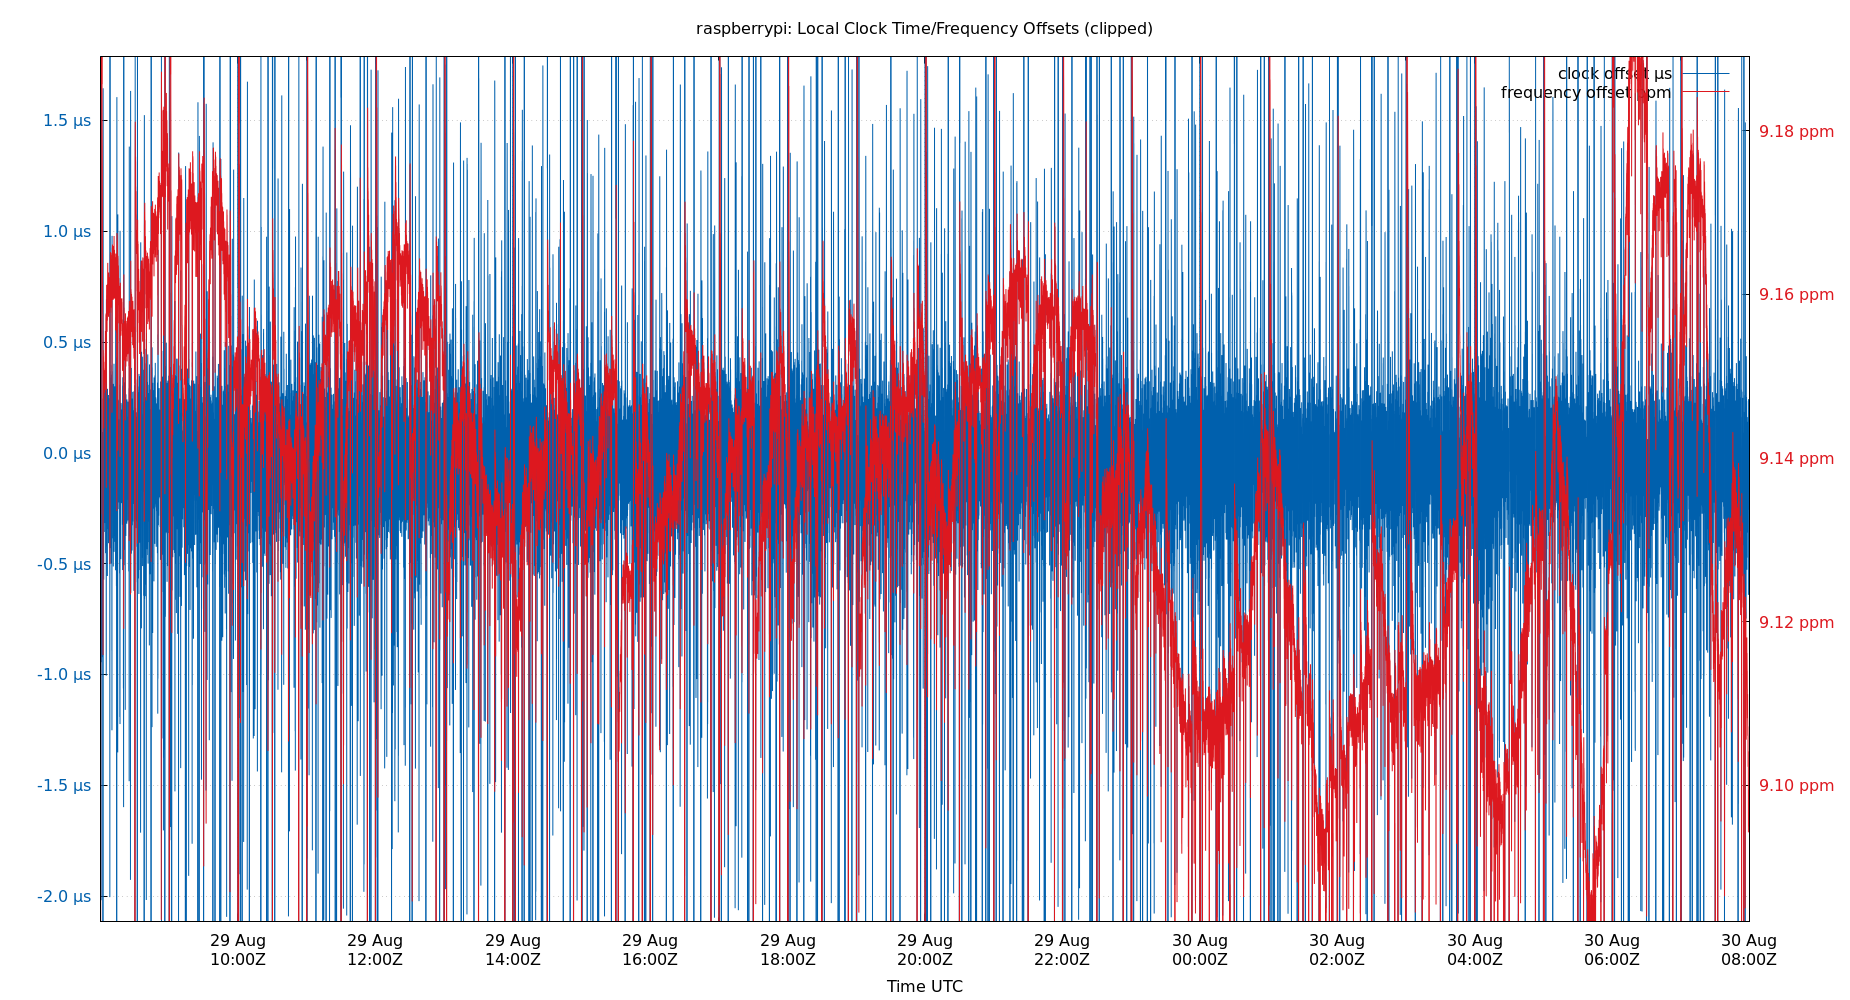 raspberrypi: Local Clock Time/Frequency Offsets (clipped)
clock offset µs
frequency offset ppm
1.5 µs
1.0 µs
0.5 µs
0.0 µs
-0.5 µs
-1.0 µs
-1.5 µs
-2.0 µs
9.18 ppm
9.16 ppm
9.14 ppm
9.12 ppm
9.10 ppm
29 Aug
10:00Z
29 Aug
12:00Z
29 Aug
14:00Z
29 Aug
16:00Z
29 Aug
18:00Z
29 Aug
20:00Z
29 Aug
22:00Z
30 Aug
00:00Z
30 Aug
02:00Z
30 Aug
04:00Z
30 Aug
06:00Z
30 Aug
08:00Z
Time UTC